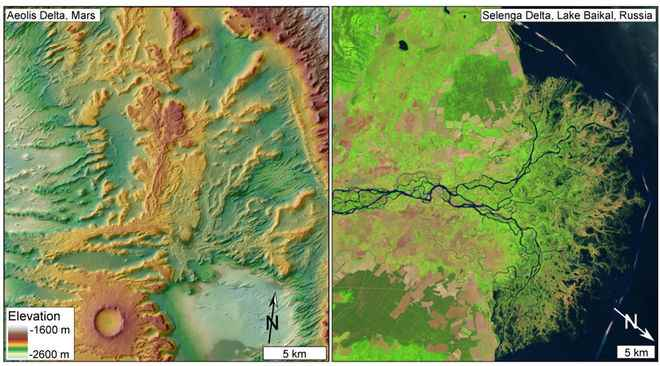 Aeolis Delta, Mars
Selenga Delta, Lake Baikal, Russia
Elevation
-1600 m
-2600 m
N
5 km
N
5 km